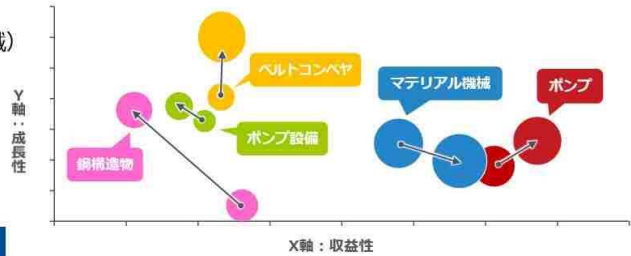 Y軸：成長性
ベルトコンベヤ
マテリアル機械
ポンプ
ポンプ設備
鋼構造物
X軸：収益性